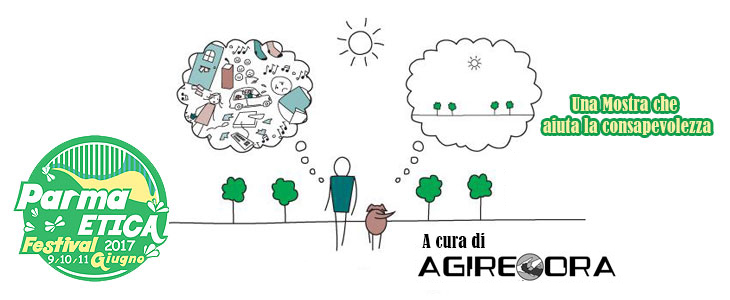 Una Mostra che
aiuta la consapevolezza
Parma
ETICA
Festival 2017
9/10/11 Giugno
A cura di
AGIREORA